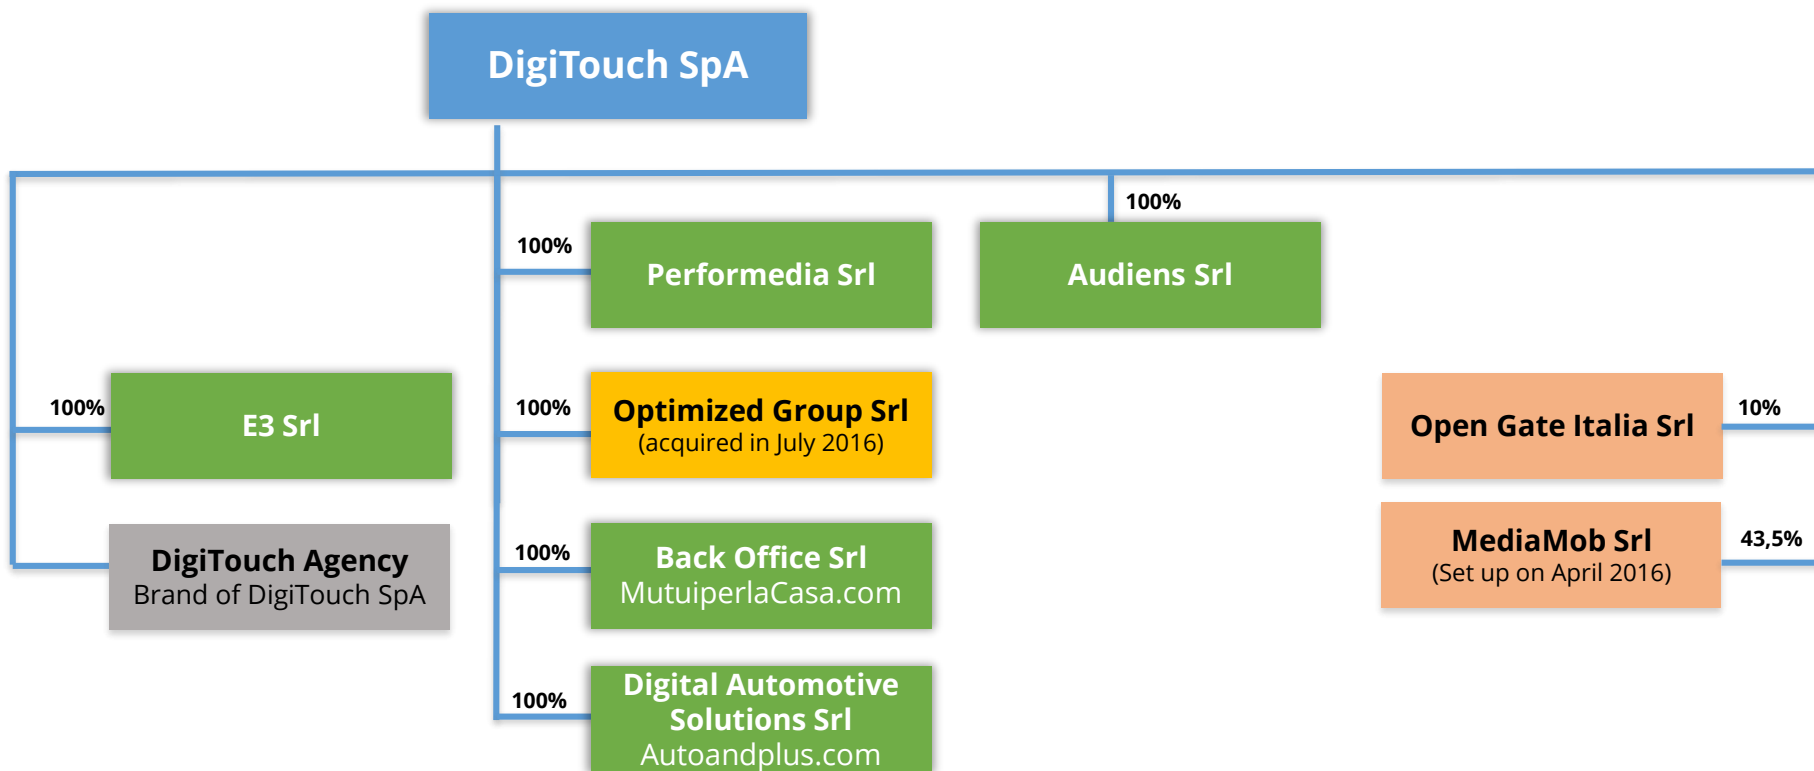 DigiTouch SpA
100%
100%
Performedia Srl
Audiens Srl
100%
E3 Srl
100%
Optimized Group Srl
(acquired in July 2016)
Open Gate Italia Srl
10%
DigiTouch Agency
Brand of DigiTouch SpA
100%
Back Office Srl
MutuiperlaCasa.com
MediaMob Srl
(Set up on April 2016)
43,5%
100%
Digital Automotive
Solutions Srl
Autoandplus.com